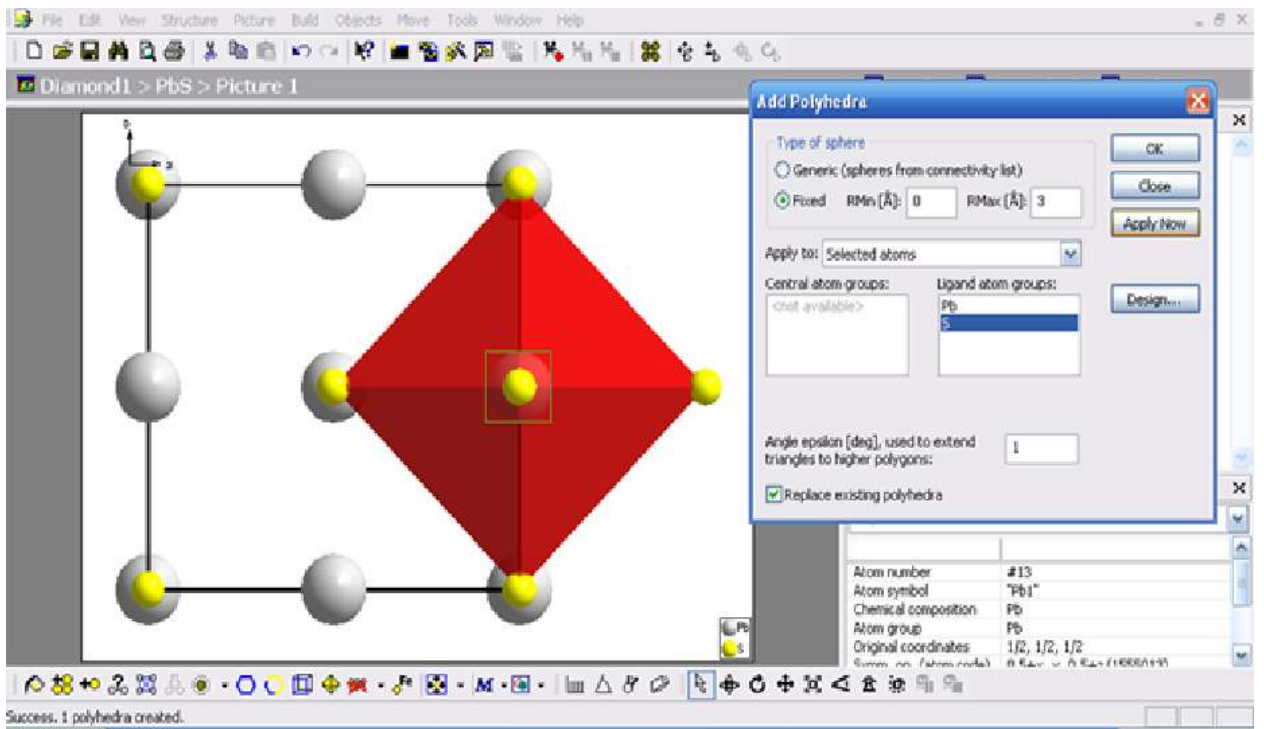 File Edit View Structure Picture Build Objects Move Tools Window Help
Diamond1 > PbS > Picture 1
Add Polyhedra
Type of sphere
Generic (spheres from connectivity list)
Fixed RMin [Å]: 0 RMax [Å]: 3
OK
Close
Apply Now
Apply to: Selected atoms
Central atom groups: Ligand atom groups:
<not available>
Pb
S
Design...
Angle epsilon [deg], used to extend
triangles to higher polygons:
1
Replace existing polyhedra
Pb
S
Atom number #13
Atom symbol "Pb1"
Chemical composition Pb
Atom group Pb
Original coordinates 1/2, 1/2, 1/2
Success. 1 polyhedra created.